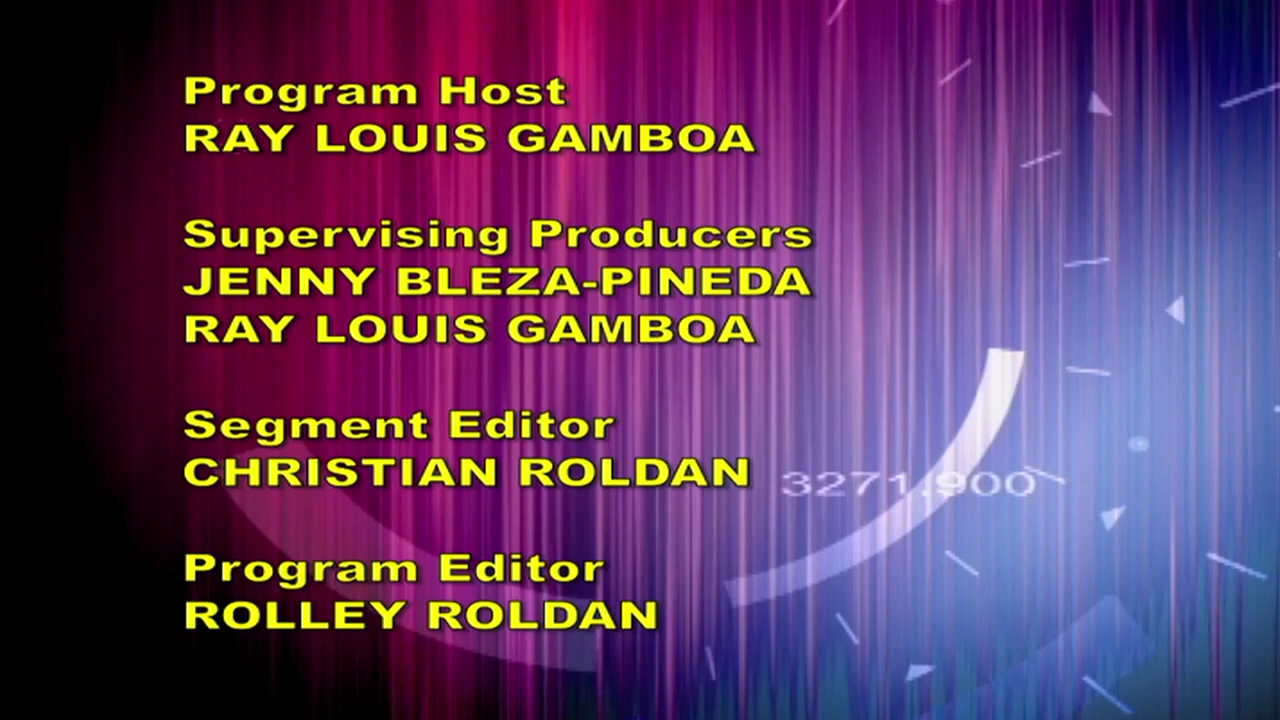 Program Host
RAY LOUIS GAMBOA
Supervising Producers
JENNY BLEZA-PINEDA
RAY LOUIS GAMBOA
Segment Editor
CHRISTIAN ROLDAN
3271.900
Program Editor
ROLLEY ROLDAN